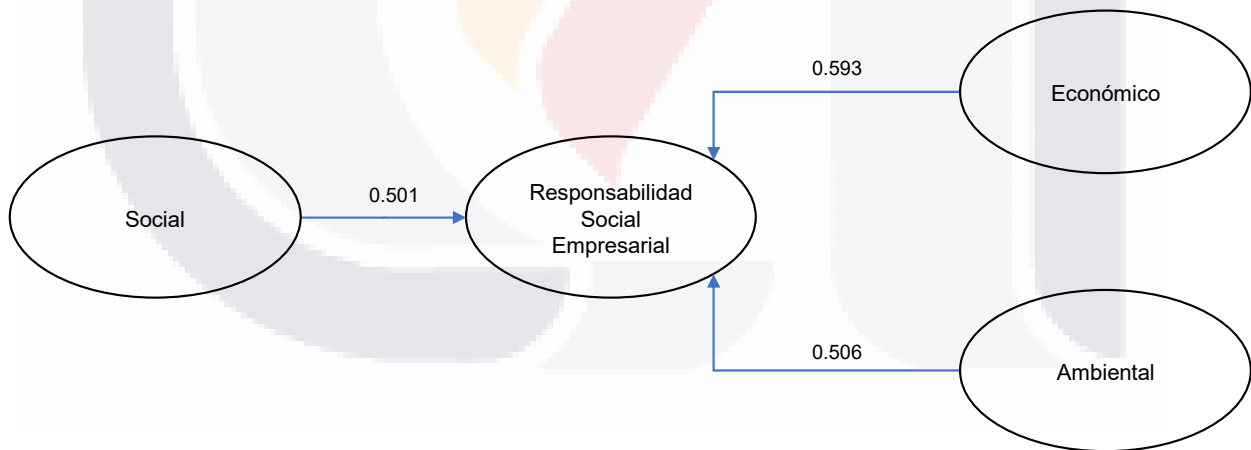 0.593
Económico
Social
0.501
Responsabilidad
Social
Empresarial
0.506
Ambiental